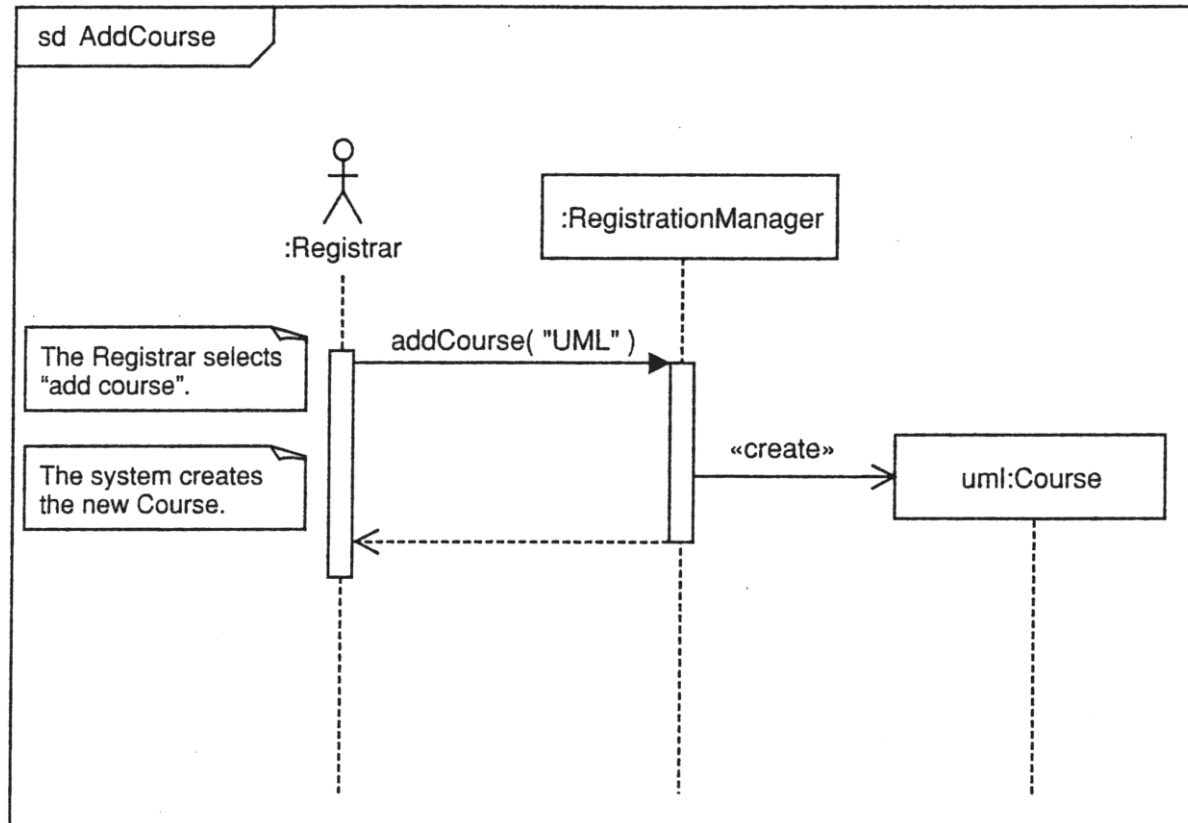 sd AddCourse
:Registrar
:RegistrationManager
The Registrar selects
“add course”.
addCourse( "UML" )
The system creates
the new Course.
«create»
uml:Course